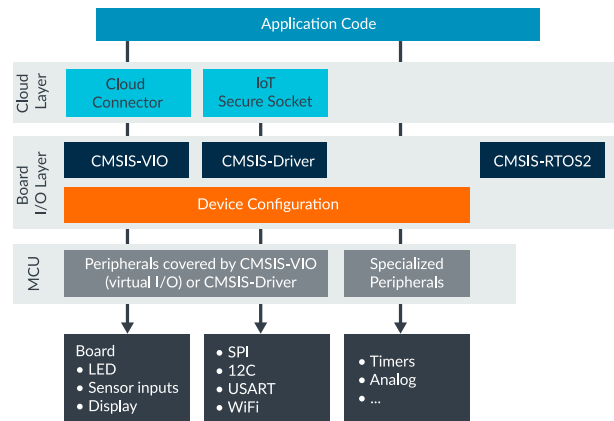 Application Code
Cloud
Layer
Cloud
Connector
IoT
Secure Socket
Board
I/O Layer
CMSIS-VIO
CMSIS-Driver
CMSIS-RTOS2
Device Configuration
MCU
Peripherals covered by CMSIS-VIO
(virtual I/O) or CMSIS-Driver
Specialized
Peripherals
Board
• LED
• Sensor inputs
• Display
• SPI
• 12C
• USART
• WiFi
• Timers
• Analog
• ...